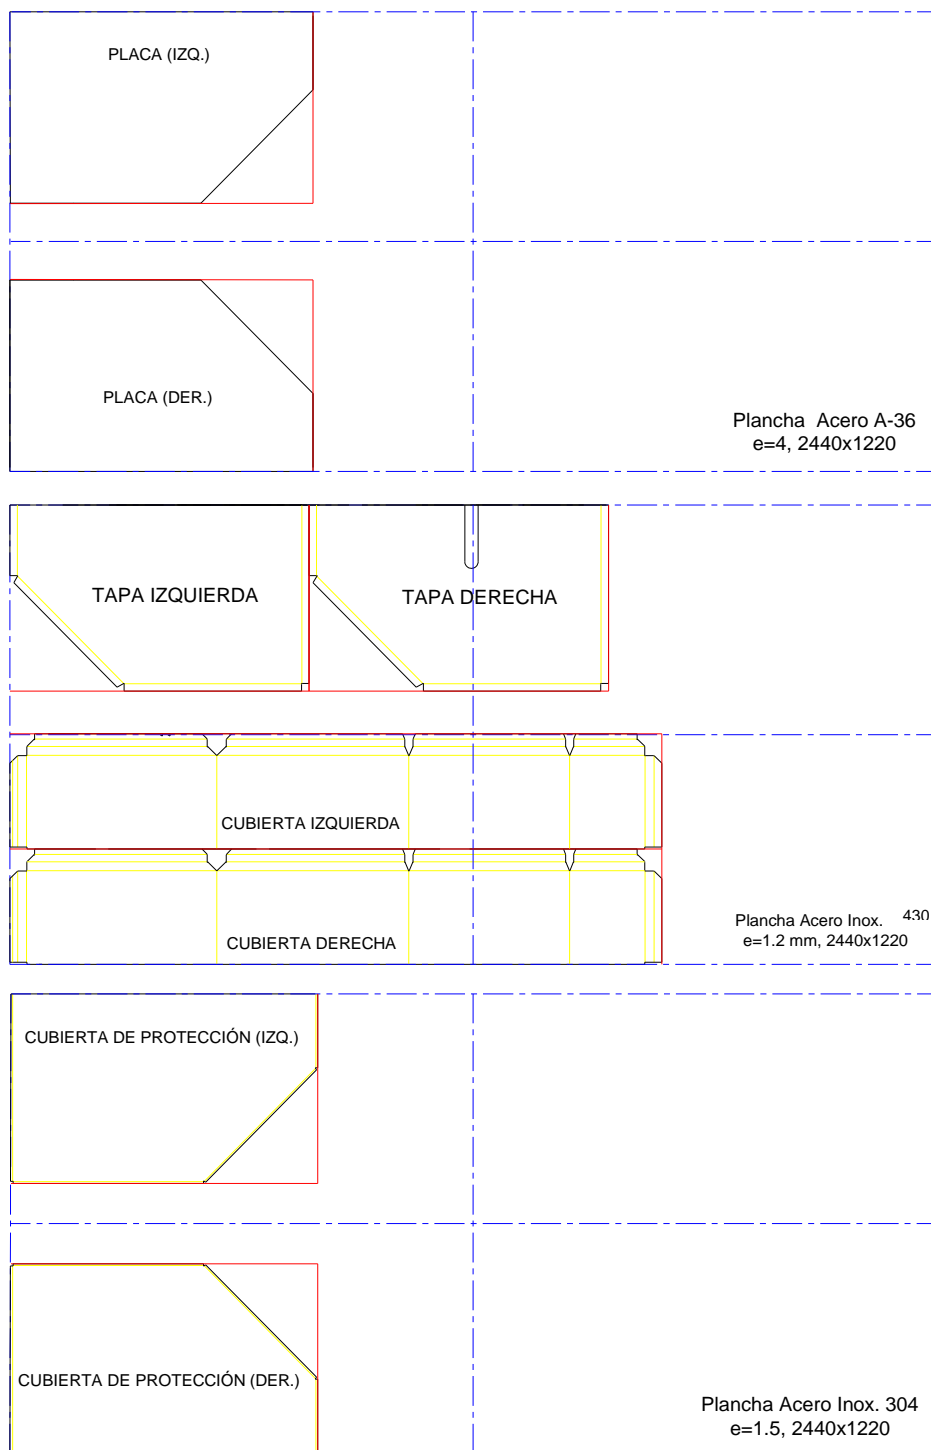 PLACA (IZQ.)
PLACA (DER.)
Plancha Acero A-36
e=4, 2440x1220
TAPA IZQUIERDA
TAPA DERECHA
CUBIERTA IZQUIERDA
CUBIERTA DERECHA
Plancha Acero Inox. 430
e=1.2 mm, 2440x1220
CUBIERTA DE PROTECCIÓN (IZQ.)
CUBIERTA DE PROTECCIÓN (DER.)
Plancha Acero Inox. 304
e=1.5, 2440x1220